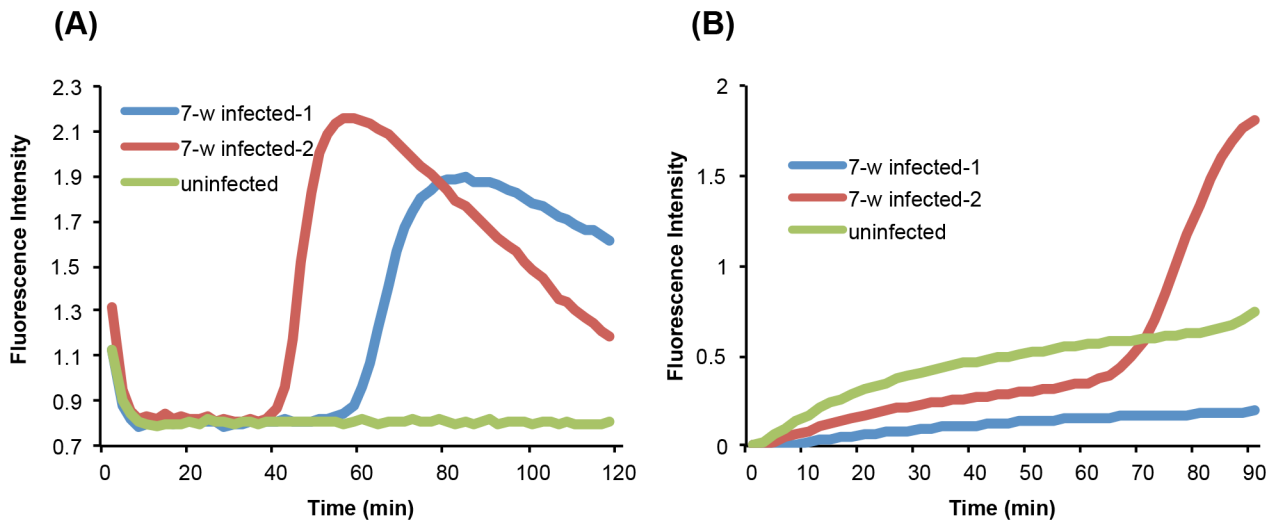 (A)
Fluorescence Intensity
2.3
2.1
1.9
1.7
1.5
1.3
1.1
0.9
0.7
7-w infected-1
7-w infected-2
uninfected
0 20 40 60 80 100 120
Time (min)
(B)
Fluorescence Intensity
2
1.5
1
0.5
0
7-w infected-1
7-w infected-2
uninfected
0 10 20 30 40 50 60 70 80 90
Time (min)